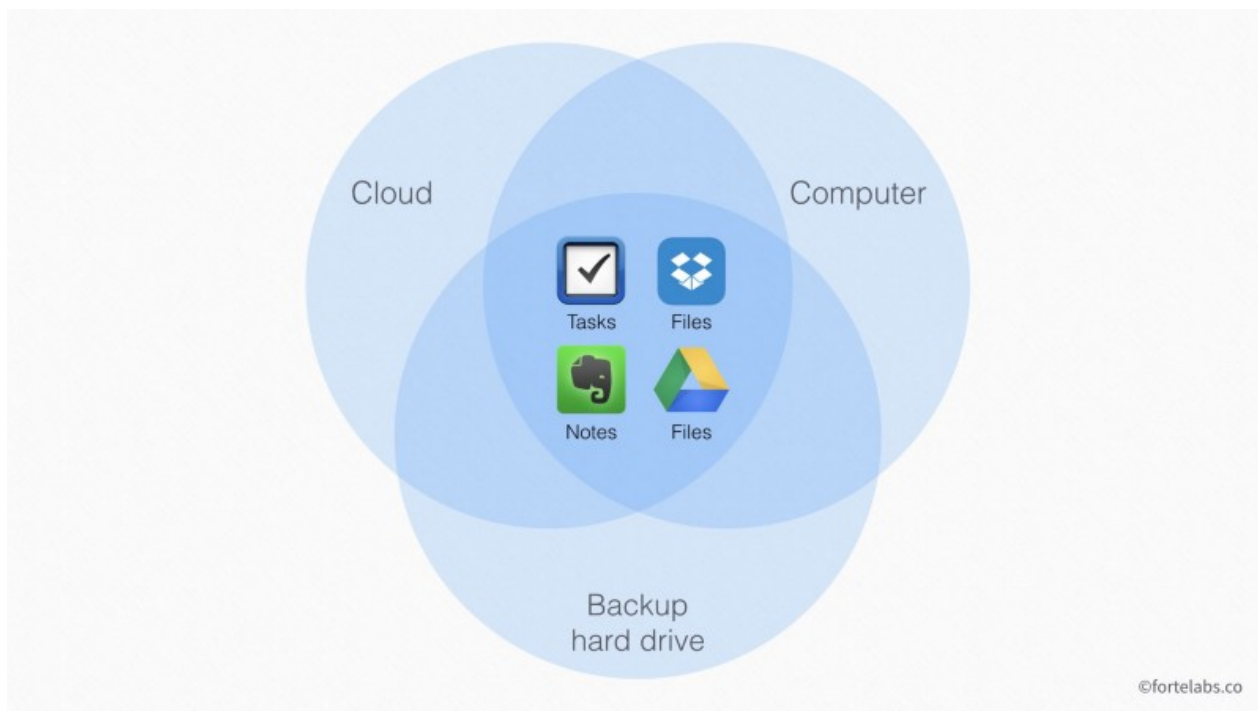 Cloud
Computer
Tasks
Files
Notes
Files
Backup
hard drive
©fortelabs.co